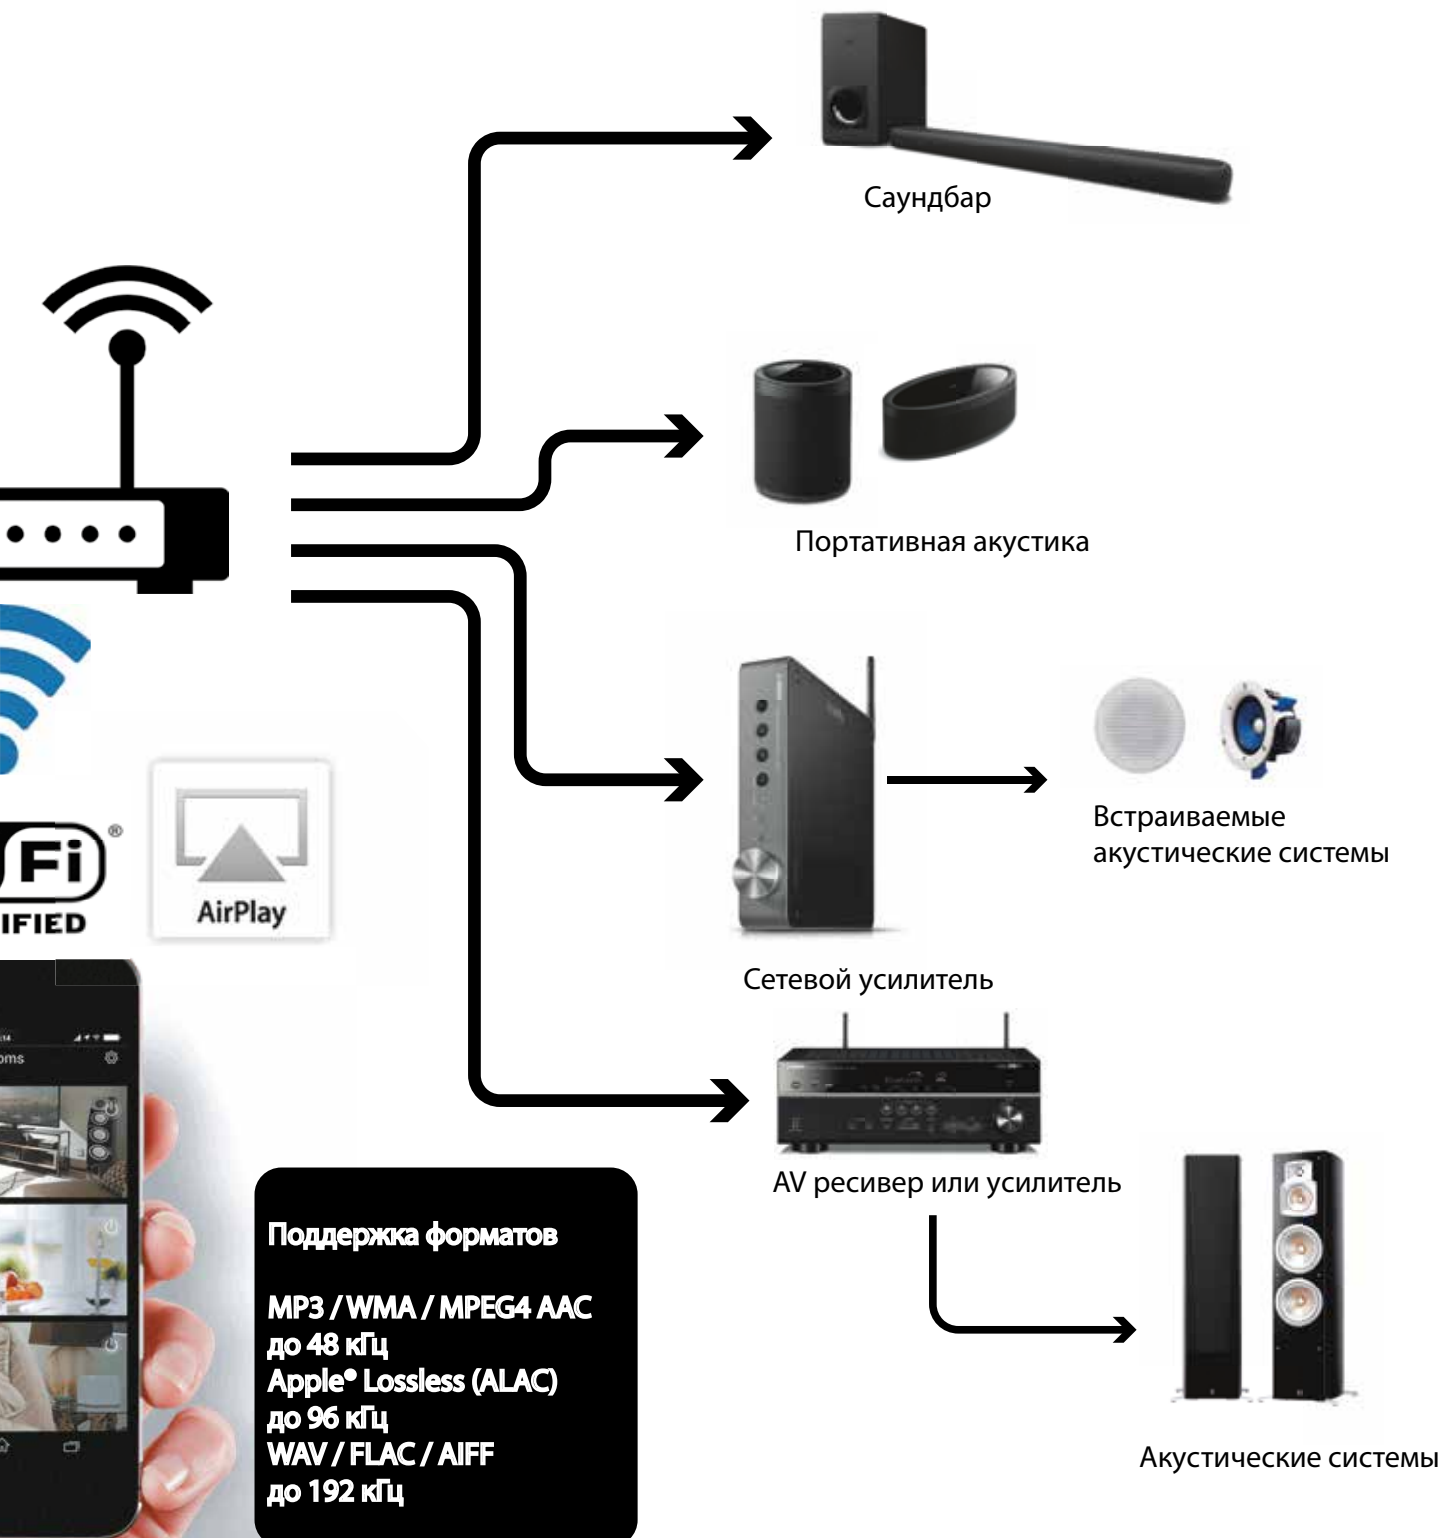 Саундбар
Портативная акустика
Встраиваемые
акустические системы
Fi®
IFIED
AirPlay
Сетевой усилитель
oms
AV ресивер или усилитель
Поддержка форматов
MP3 / WMA / MPEG4 AAC
до 48 кГц
Apple® Lossless (ALAC)
до 96 кГц
WAV / FLAC / AIFF
до 192 кГц
Акустические системы